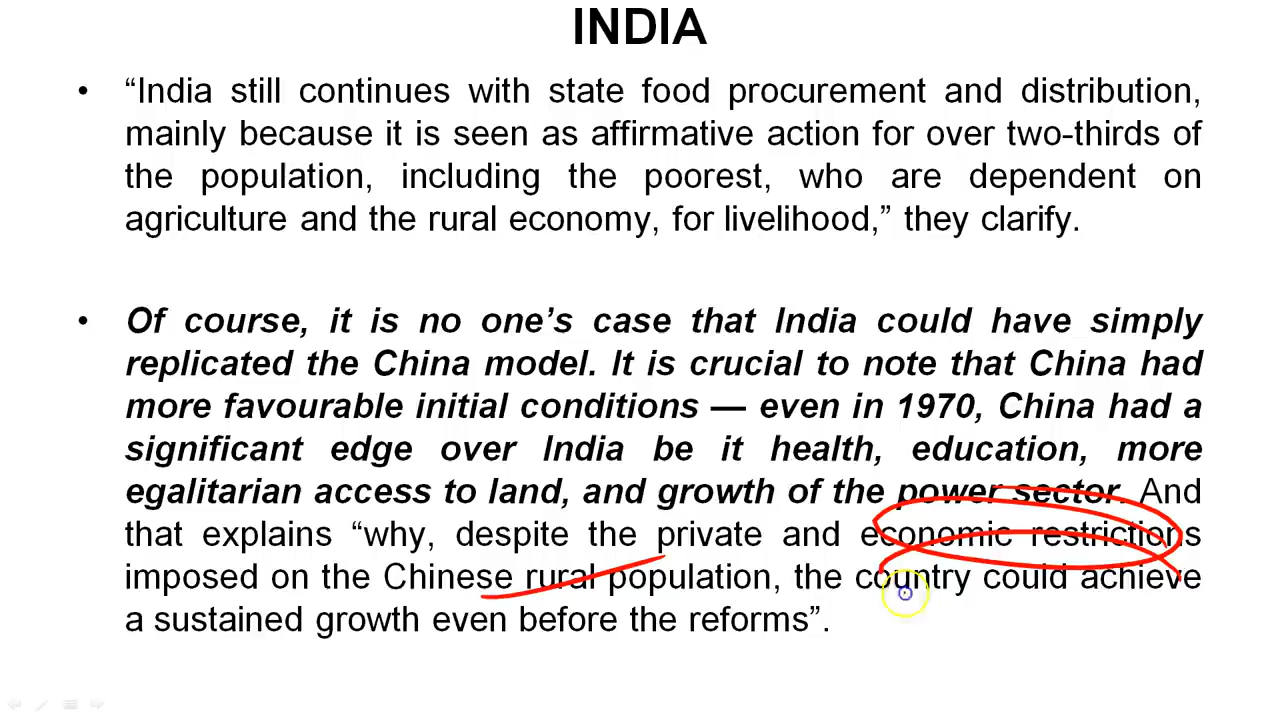 INDIA
• “India still continues with state food procurement and distribution,
mainly because it is seen as affirmative action for over two-thirds of
the population, including the poorest, who are dependent on
agriculture and the rural economy, for livelihood,” they clarify.
• Of course, it is no one’s case that India could have simply
replicated the China model. It is crucial to note that China had
more favourable initial conditions — even in 1970, China had a
significant edge over India be it health, education, more
egalitarian access to land, and growth of the power sector. And
that explains “why, despite the private and economic restrictions
imposed on the Chinese rural population, the country could achieve
a sustained growth even before the reforms”.